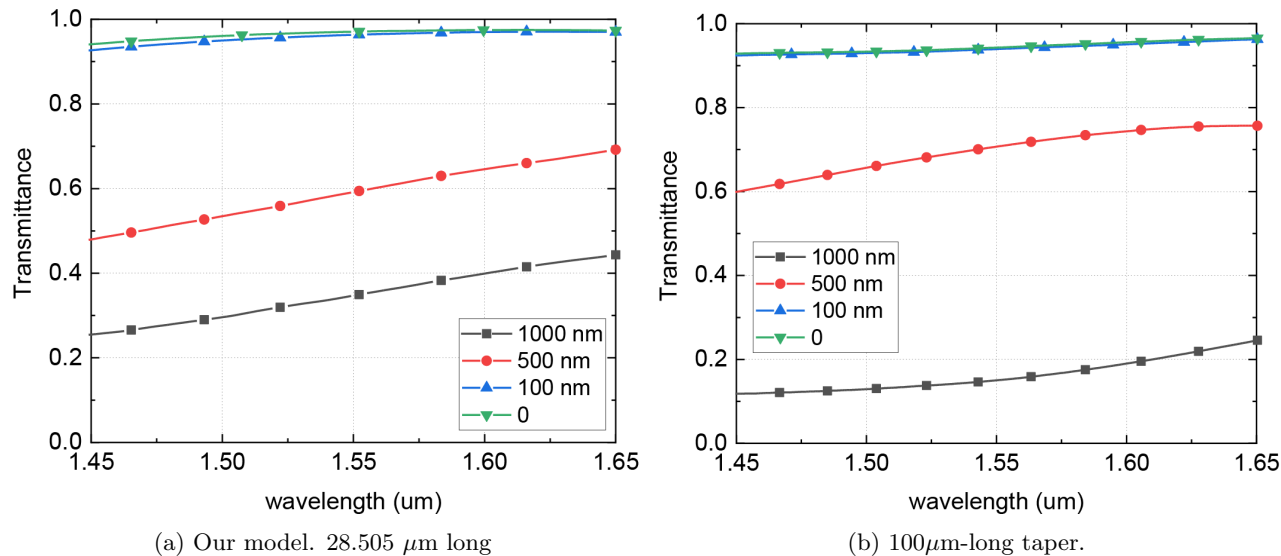 1.0
0.8
0.6
0.4
0.2
0.0
Transmittance
1000 nm
500 nm
100 nm
0
1.45 1.50 1.55 1.60 1.65
wavelength (um)
(a) Our model. 28.505 μm long
1.0
0.8
0.6
0.4
0.2
0.0
Transmittance
1000 nm
500 nm
100 nm
0
1.45 1.50 1.55 1.60 1.65
wavelength (um)
(b) 100μm-long taper.